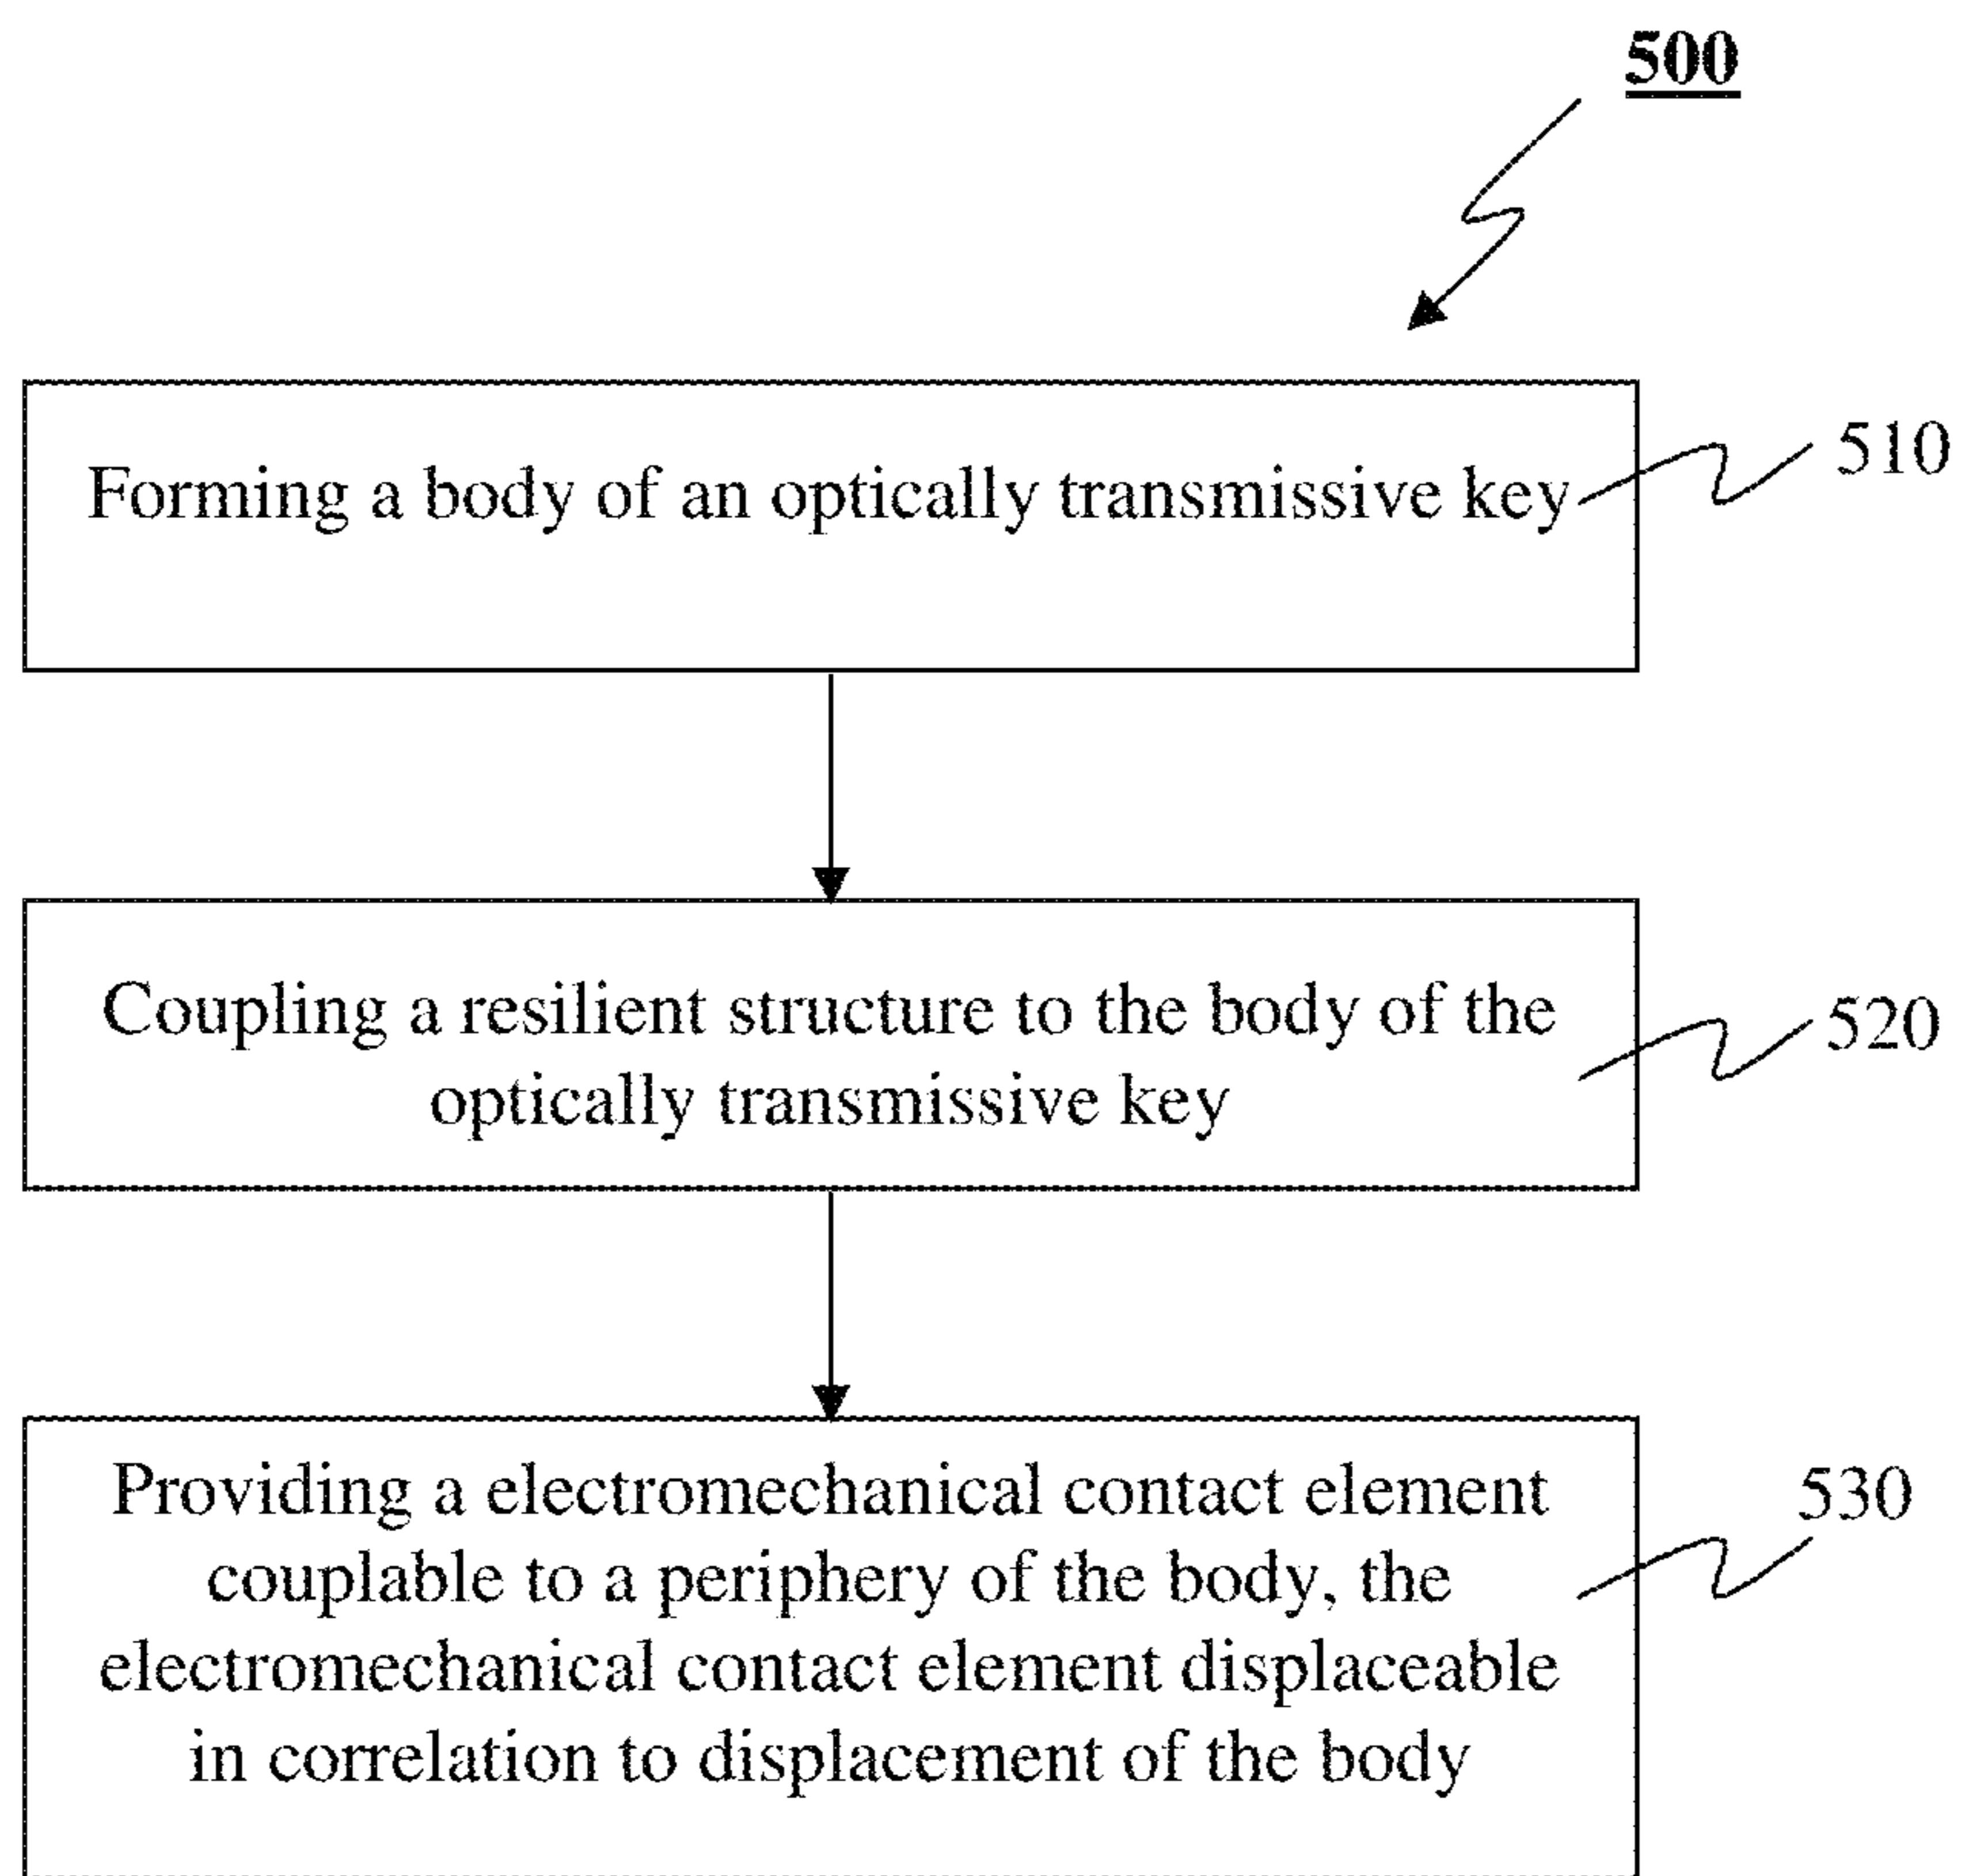 500
Forming a body of an optically transmissive key
510
Coupling a resilient structure to the body of the
optically transmissive key
520
Providing a electromechanical contact element
couplable to a periphery of the body, the
electromechanical contact element displaceable
in correlation to displacement of the body
530